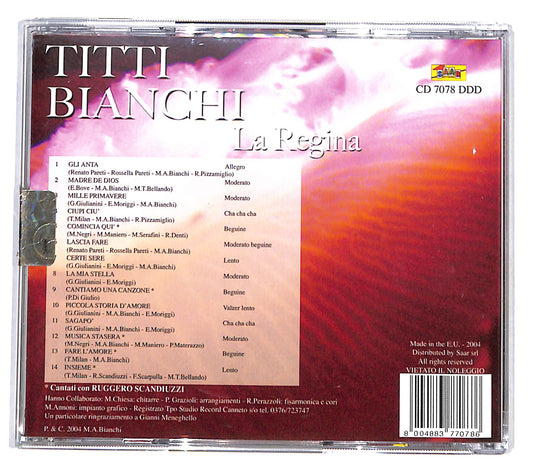 TITTI
BIANCHI
La Regina
SAAR
CD 7078 DDD
1 GLI ANTA Allegro
(Renato Pareti - Rossella Pareti - M.A.Bianchi - R.Pizzamiglio)
2 MADRE DE DIOS Moderato
(E.Bove - M.A.Bianchi - M.T.Bellando)
3 MILLE PRIMAVERE Moderato
(G.Giulianini - E.Moriggi - M.A.Bianchi)
CIUPI CIU' Cha cha cha
(T.Milan - M.A.Bianchi - R.Pizzamiglio)
COMINCIA QUI' * Beguine
(M.Negri - M.Maniero - M.Serafini - R.Denti)
LASCIA FARE Moderato beguine
(Renato Pareti - Rossella Pareti - M.A.Bianchi)
CERTE SERE Lento
(G.Giulianini - E.Moriggi - M.A.Bianchi)
8 LA MIA STELLA Moderato
(G.Giulianini - M.A.Bianchi - E.Moriggi)
9 CANTIAMO UNA CANZONE * Beguine
(P.Di Giulio)
10 PICCOLA STORIA D'AMORE Valzer lento
(G.Giulianini - M.A.Bianchi - E.Moriggi)
11 SAGAPO' Cha cha cha
(G.Giulianini - M.A.Bianchi - E.Moriggi)
12 MUSICA STASERA * Moderato
(M.Negri - M.A.Bianchi - M.Maniero - P.Materazzo)
13 FARE L'AMORE * Beguine
(T.Milan - M.A.Bianchi)
14 INSIEME * Lento
(T.Milan - R.Scandiuzzi - F.Scarpulla - M.T.Bellando)
* Cantati con RUGGERO SCANDIUZZI
Hanno Collaborato: M.Chiesa: chitarre - P. Grazioli: arrangiamenti - R.Perazzoli: fisarmonica e cori
M.Annoni: impianto grafico - Registrato Tpo Studio Record Canneto s/o tel. 0376/723747
Un particolare ringraziamento a Gianni Meneghello
P. & C. 2004 M.A.Bianchi
Made in the E.U. - 2004
Distributed by Saar srl
All rights reserved
VIETATO IL NOLEGGIO
8 004883 770786